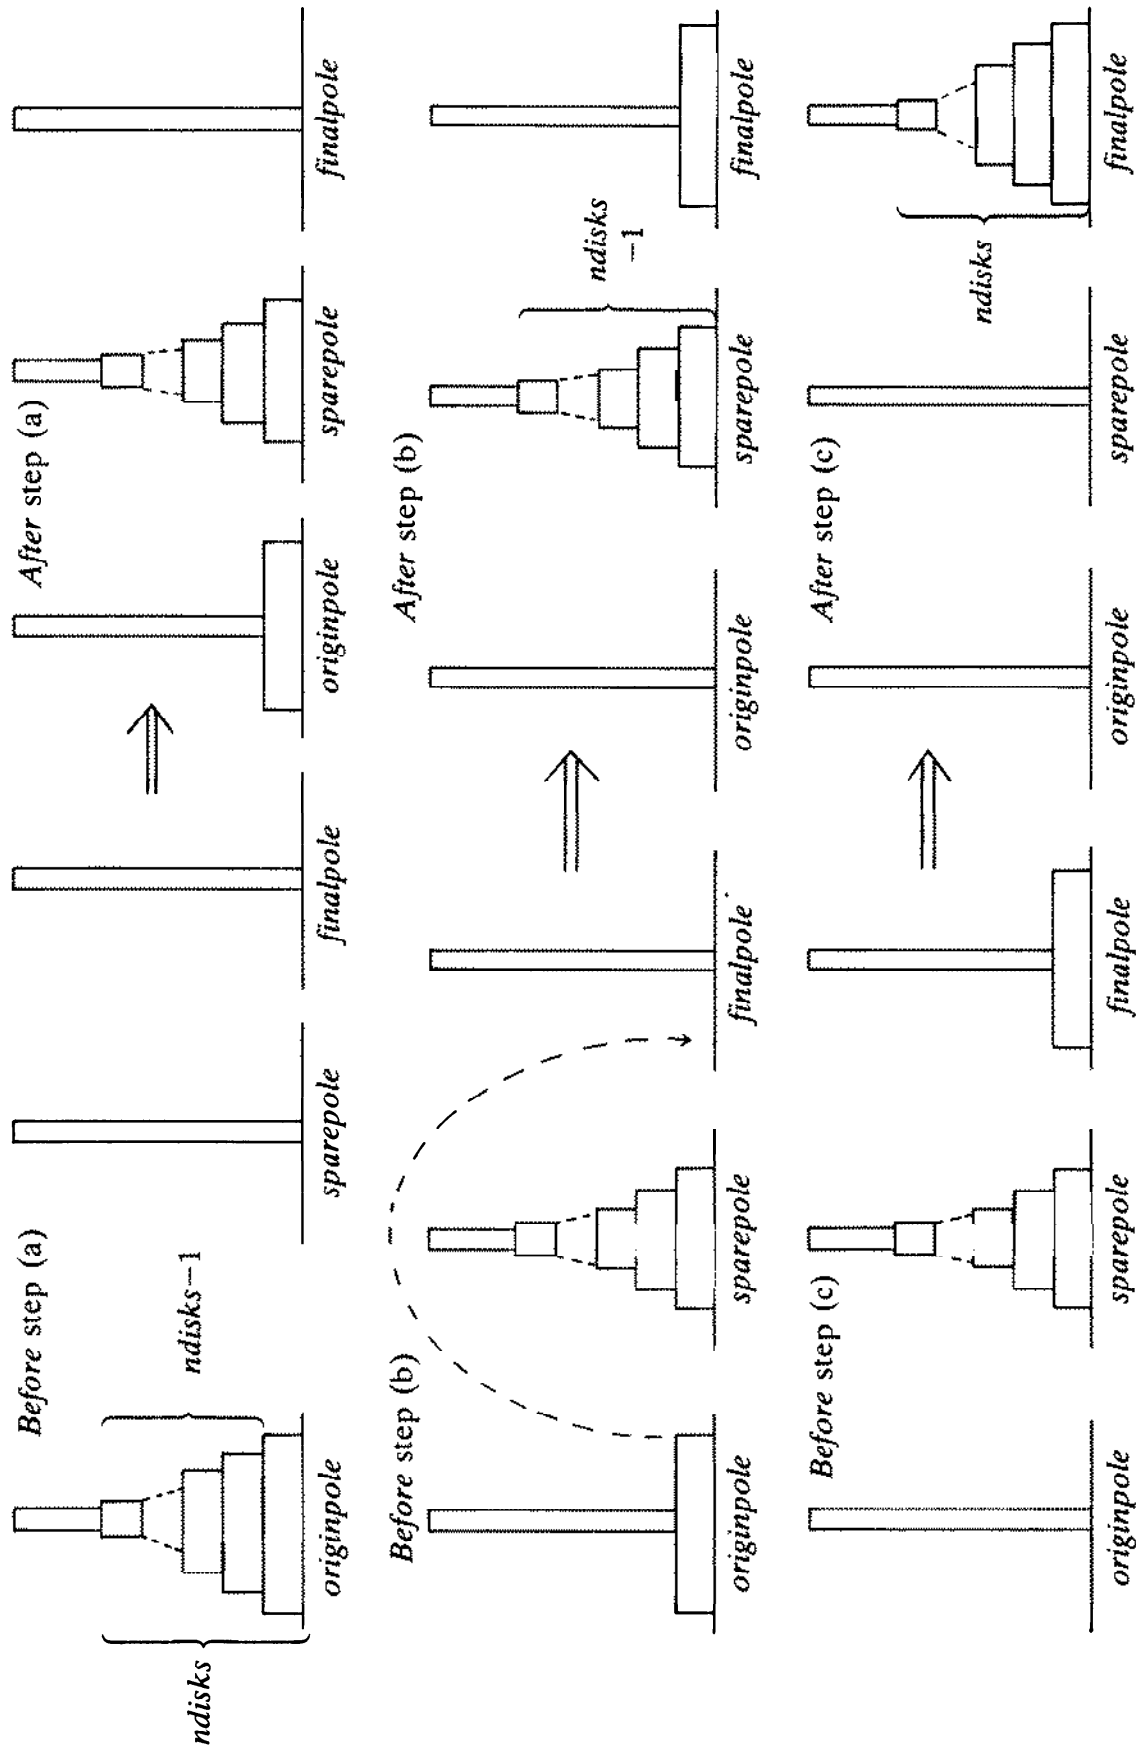 Before step (a)
After step (a)
ndisks
ndisks−1
originpole
sparepole
finalpole
originpole
sparepole
finalpole
Before step (b)
After step (b)
ndisks
−1
originpole
sparepole
finalpole
originpole
sparepole
finalpole
Before step (c)
After step (c)
ndisks
originpole
sparepole
finalpole
originpole
sparepole
finalpole